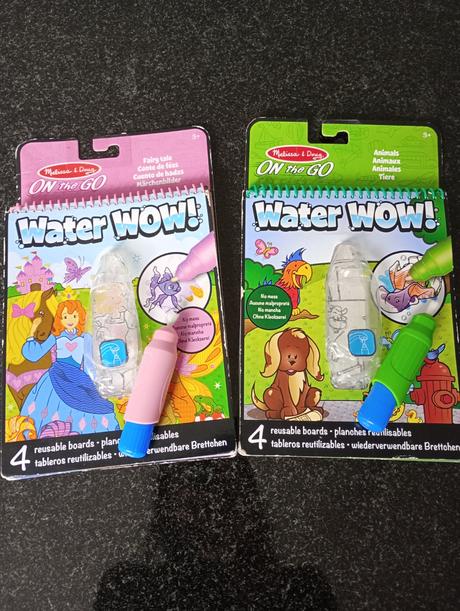 Melissa & Doug
ON the GO
Fairy tale
Conte de fées
Cuento de hadas
Märchenbilder
3+
Water WOW!
No mess
Aucune malpropreté
No mancha
Ohne Kleckserei
4 reusable boards • planches réutilisables
tableros reutilizables • wiederverwendbare Brettchen
Melissa & Doug
ON the GO
Animals
Animaux
Animales
Tiere
3+
Water WOW!
No mess
Aucune malpropreté
No mancha
Ohne Kleckserei
4 reusable boards • planches réutilisables
tableros reutilizables • wiederverwendbare Brettchen